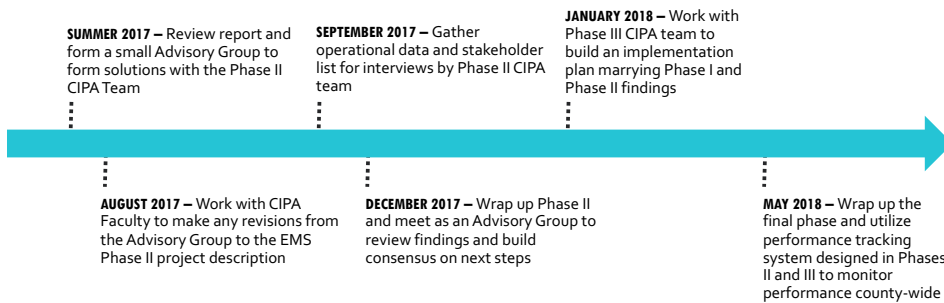 SUMMER 2017 – Review report and
form a small Advisory Group to
form solutions with the Phase II
CIPA Team
SEPTEMBER 2017 – Gather
operational data and stakeholder
list for interviews by Phase II CIPA
team
JANUARY 2018 – Work with
Phase III CIPA team to
build an implementation
plan marrying Phase I and
Phase II findings
AUGUST 2017 – Work with CIPA
Faculty to make any revisions from
the Advisory Group to the EMS
Phase II project description
DECEMBER 2017 – Wrap up Phase II
and meet as an Advisory Group to
review findings and build
consensus on next steps
MAY 2018 – Wrap up the
final phase and utilize
performance tracking
system designed in Phases
II and III to monitor
performance county-wide